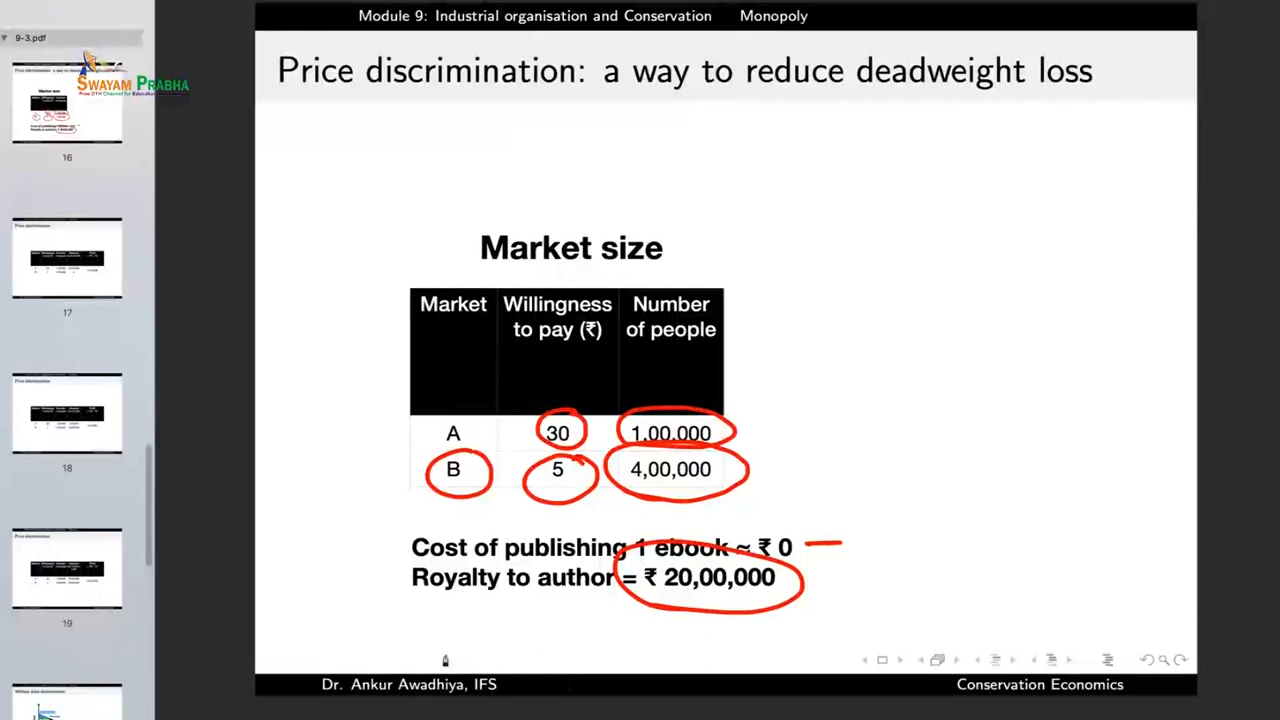 Module 9: Industrial organisation and Conservation Monopoly
9-3.pdf
SWAYAM PRABHA
Free DTH Channel for Education
Price discrimination: a way to reduce deadweight loss
Market size
Market Willingness to pay (₹) Number of people
A 30 1,00,000
B 5 4,00,000
Cost of publishing 1 ebook ≈ ₹ 0
Royalty to author = ₹ 20,00,000
16
17
18
19
Dr. Ankur Awadhiya, IFS Conservation Economics